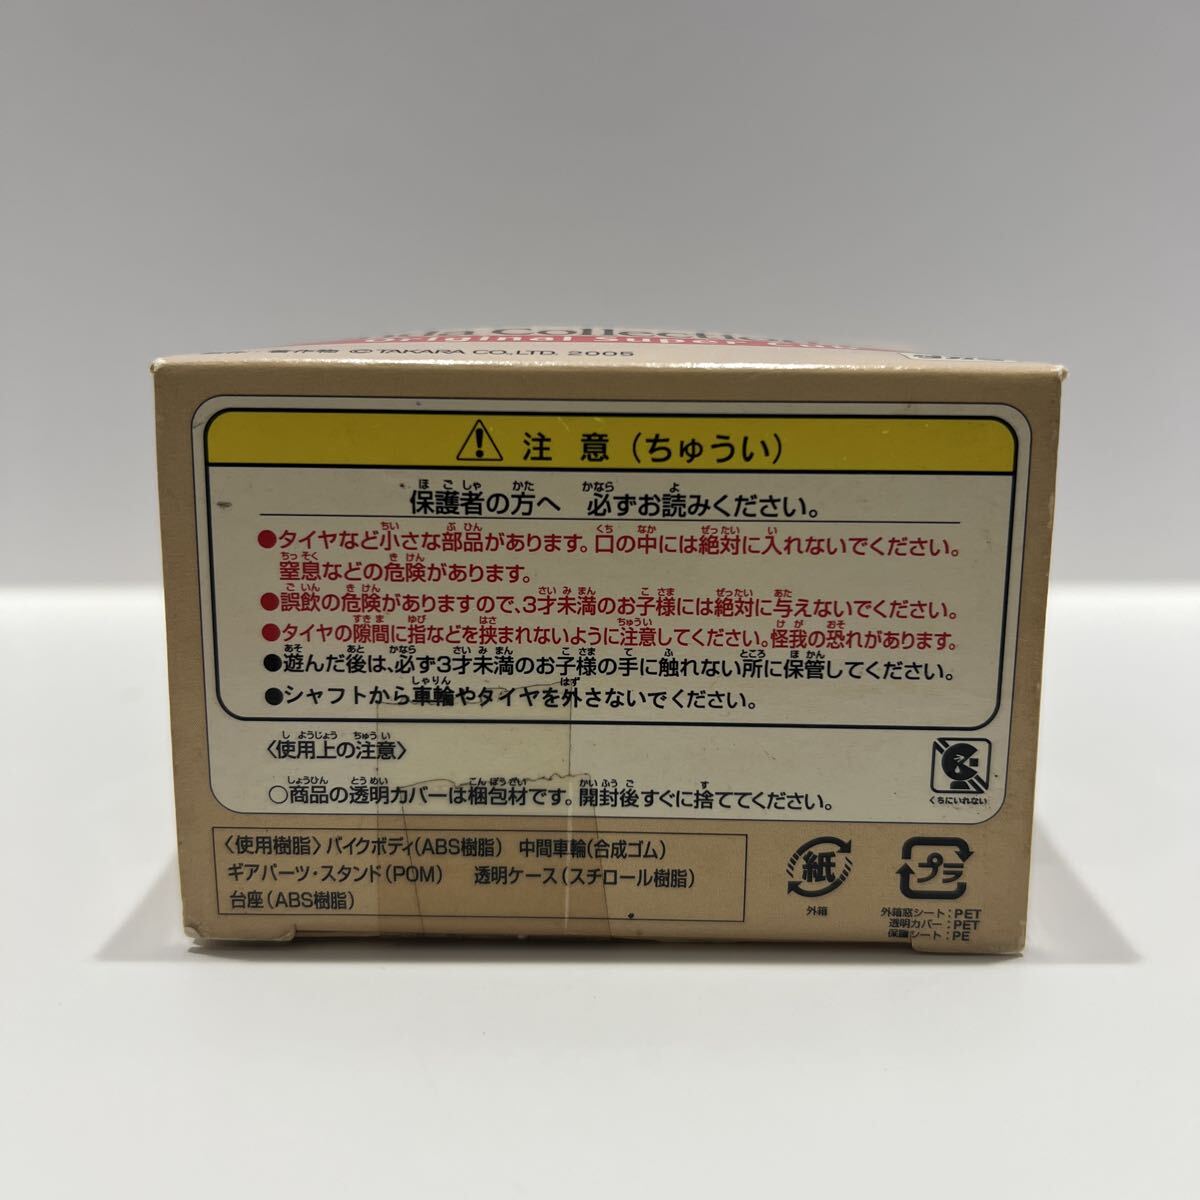 Collection
Original Super Cub
著作物 © TAKARA CO.,LTD. 2005
注意(ちゅうい)
保護者の方へ 必ずお読みください。
●タイヤなど小さな部品があります。口の中には絶対に入れないでください。
窒息などの危険があります。
●誤飲の危険がありますので、3才未満のお子様には絶対に与えないでください。
●タイヤの隙間に指などを挟まれないように注意してください。怪我の恐れがあります。
●遊んだ後は、必ず3才未満のお子様の手に触れない所に保管してください。
●シャフトから車輪やタイヤを外さないでください。
〈使用上の注意〉
○商品の透明カバーは梱包材です。開封後すぐに捨ててください。
くちにいれない
〈使用樹脂〉バイクボディ(ABS樹脂) 中間車輪(合成ゴム)
ギアパーツ・スタンド(POM) 透明ケース(スチロール樹脂)
台座(ABS樹脂)
紙
外箱
プラ
外箱窓シート:PET
透明カバー:PET
保護シート:PE